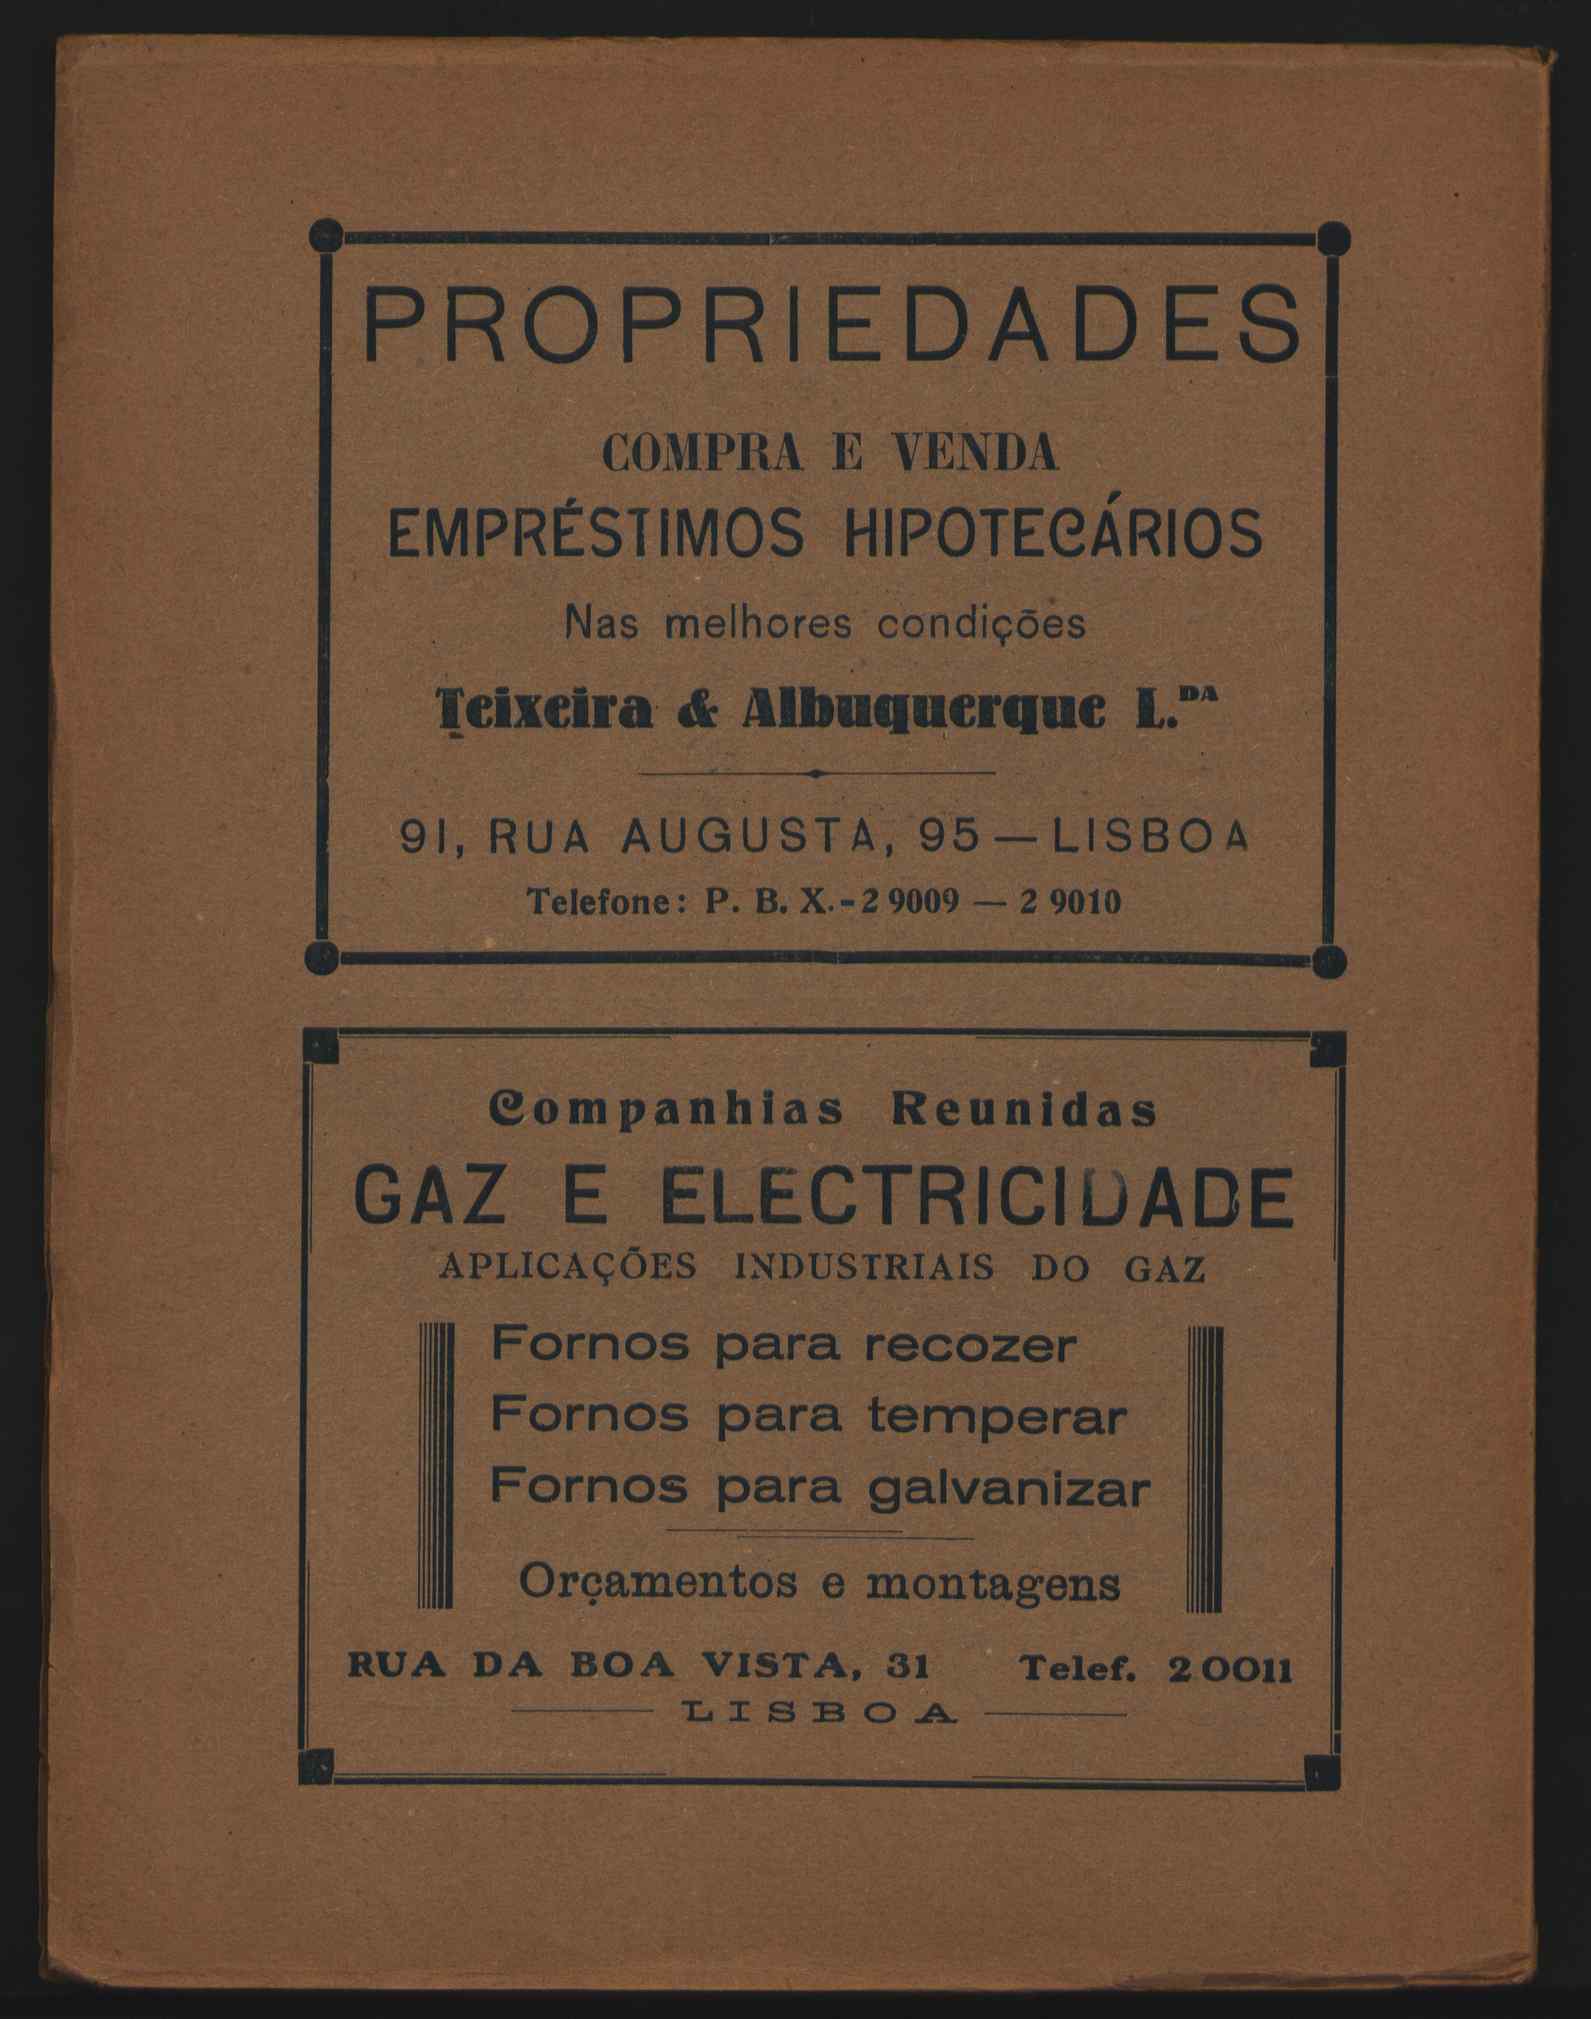 PROPRIEDADES
COMPRA E VENDA
EMPRÉSTIMOS HIPOTECÁRIOS
Nas melhores condições
Teixeira & Albuquerque L.DA
91, RUA AUGUSTA, 95 — LISBOA
Telefone: P. B. X.-2 9009 — 2 9010
Companhias Reunidas
GAZ E ELECTRICIDADE
APLICAÇÕES INDUSTRIAIS DO GAZ
Fornos para recozer
Fornos para temperar
Fornos para galvanizar
Orçamentos e montagens
RUA DA BOA VISTA, 31 Telef. 2 0011
LISBOA